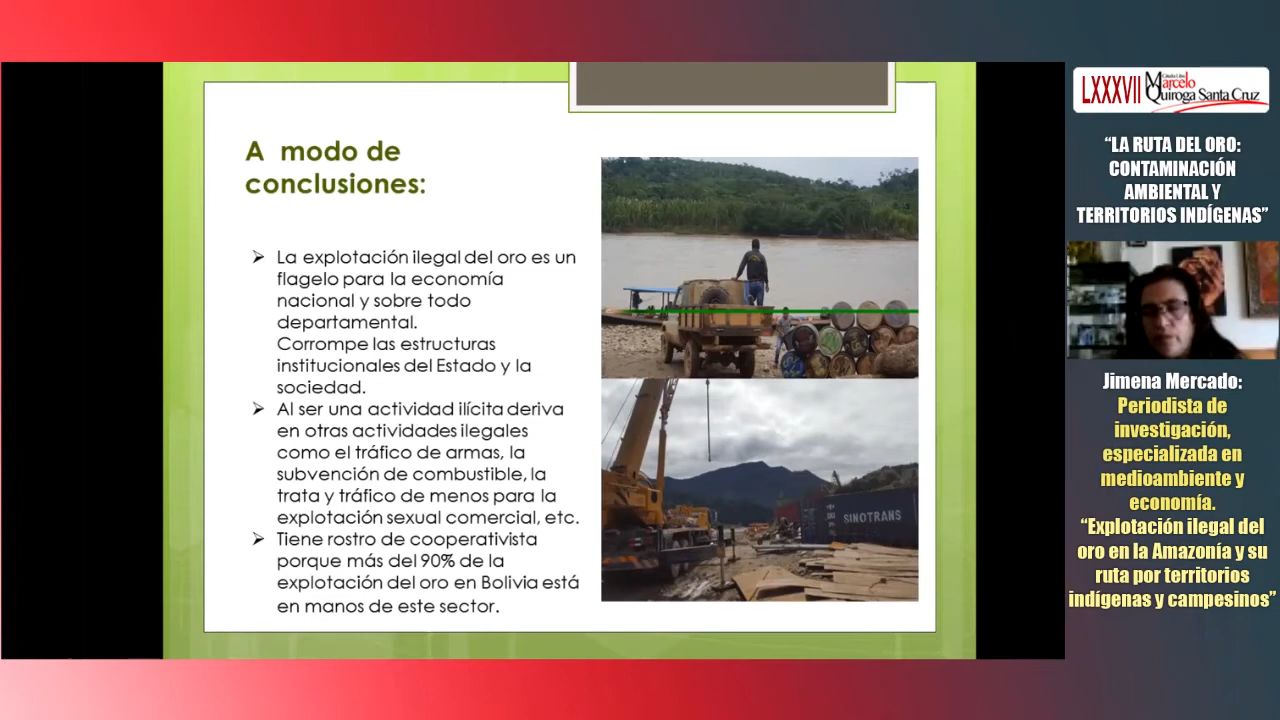 A modo de
conclusiones:
La explotación ilegal del oro es un
flagelo para la economía
nacional y sobre todo
departamental.
Corrompe las estructuras
institucionales del Estado y la
sociedad.
Al ser una actividad ilícita deriva
en otras actividades ilegales
como el tráfico de armas, la
subvención de combustible, la
trata y tráfico de menos para la
explotación sexual comercial, etc.
Tiene rostro de cooperativista
porque más del 90% de la
explotación del oro en Bolivia está
en manos de este sector.
SINOTRANS
LXXXVII
Marcelo
Quiroga Santa Cruz
“LA RUTA DEL ORO:
CONTAMINACIÓN
AMBIENTAL Y
TERRITORIOS INDÍGENAS”
Jimena Mercado:
Periodista de
investigación,
especializada en
medioambiente y
economía.
“Explotación ilegal del
oro en la Amazonía y su
ruta por territorios
indígenas y campesinos”